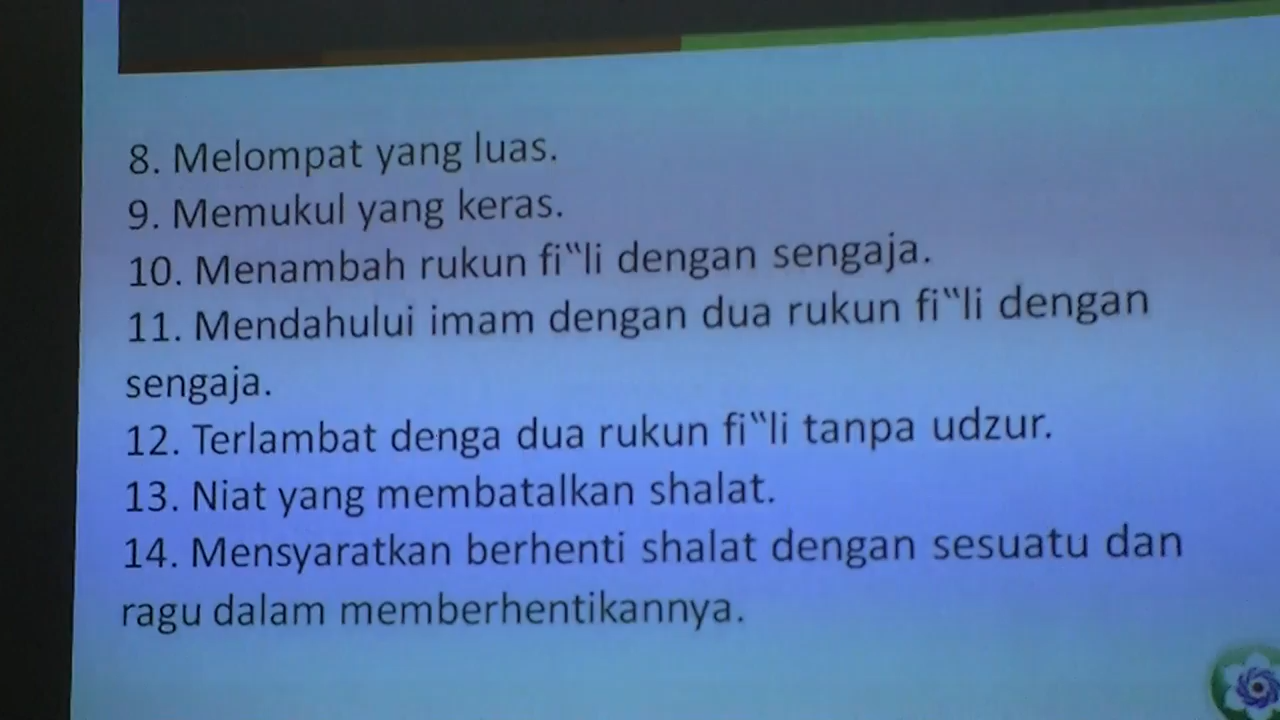 8. Melompat yang luas.
9. Memukul yang keras.
10. Menambah rukun fi‟li dengan sengaja.
11. Mendahului imam dengan dua rukun fi‟li dengan
sengaja.
12. Terlambat denga dua rukun fi‟li tanpa udzur.
13. Niat yang membatalkan shalat.
14. Mensyaratkan berhenti shalat dengan sesuatu dan
ragu dalam memberhentikannya.